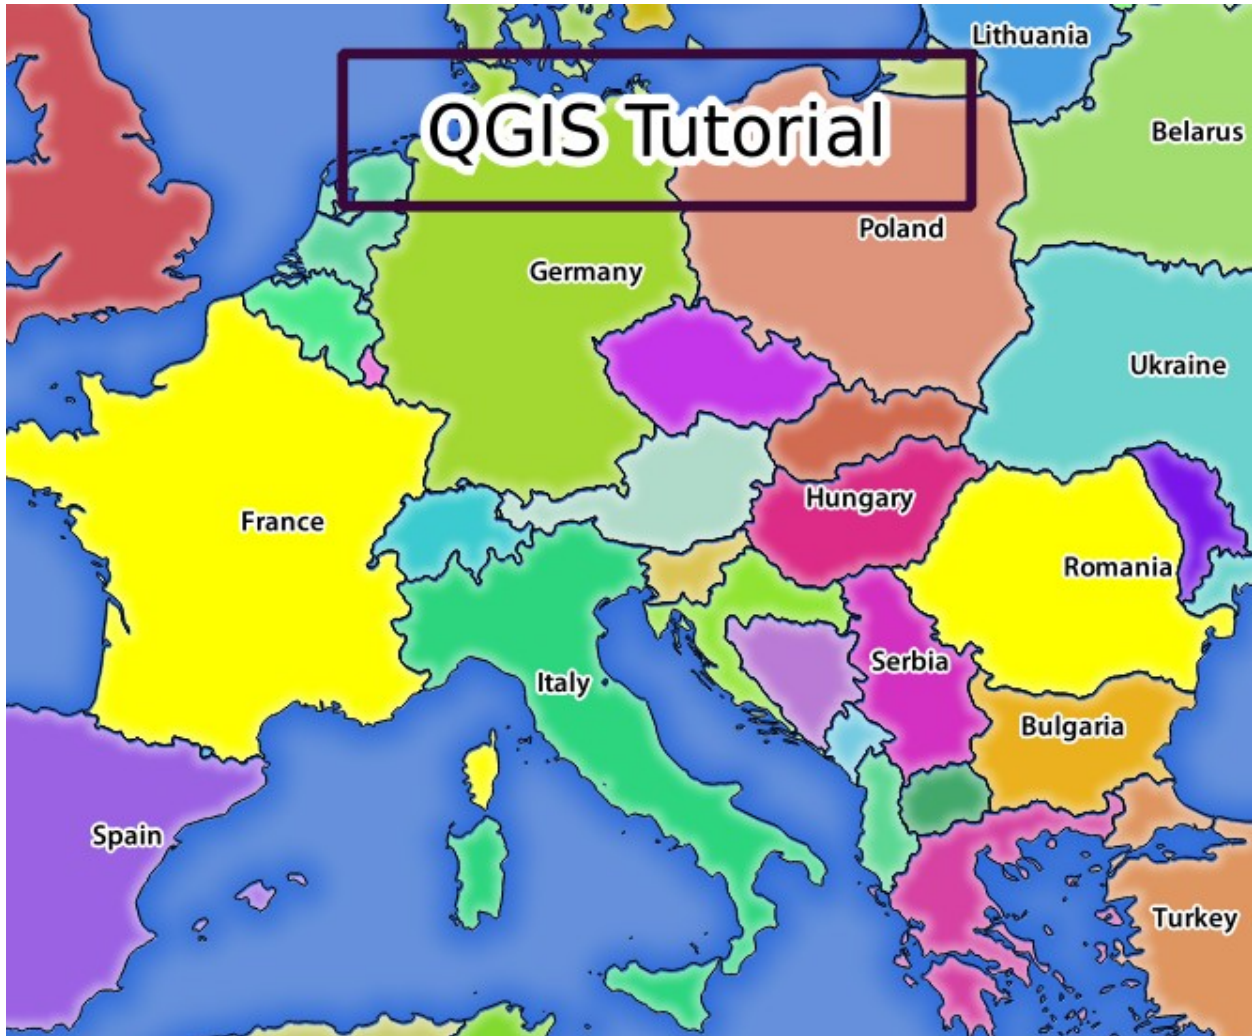 Lithuania
QGIS Tutorial
Belarus
Poland
Germany
Ukraine
Hungary
France
Romania
Serbia
Italy
Bulgaria
Spain
Turkey